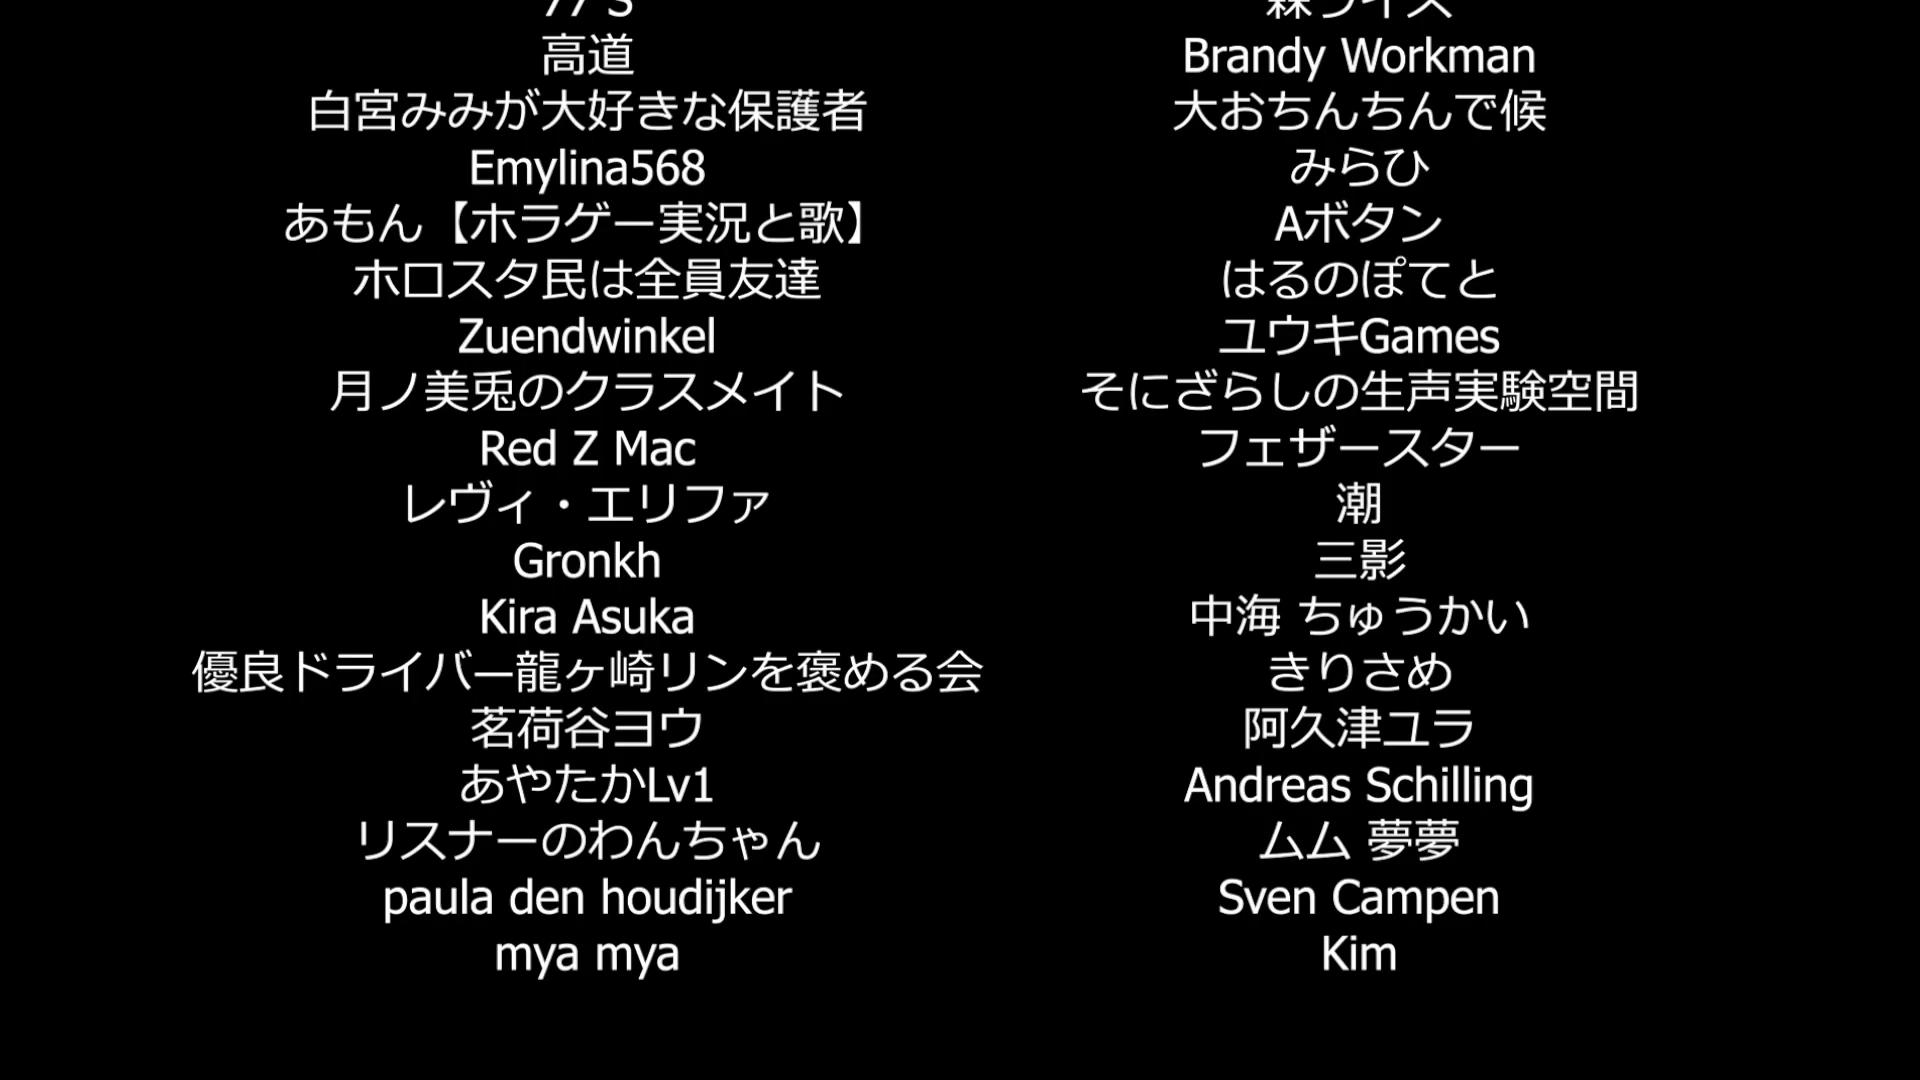 高道
白宮みみが大好きな保護者
Emylina568
あもん【ホラゲー実況と歌】
ホロスタ民は全員友達
Zuendwinkel
月ノ美兎のクラスメイト
Red Z Mac
レヴィ・エリファ
Gronkh
Kira Asuka
優良ドライバー龍ヶ崎リンを褒める会
茗荷谷ヨウ
あやたかLv1
リスナーのわんちゃん
paula den houdijker
mya mya
Brandy Workman
大おちんちんで候
みらひ
Aボタン
はるのぽてと
ユウキGames
そにざらしの生声実験空間
フェザースター
潮
三影
中海 ちゅうかい
きりさめ
阿久津ユラ
Andreas Schilling
ムム 夢夢
Sven Campen
Kim